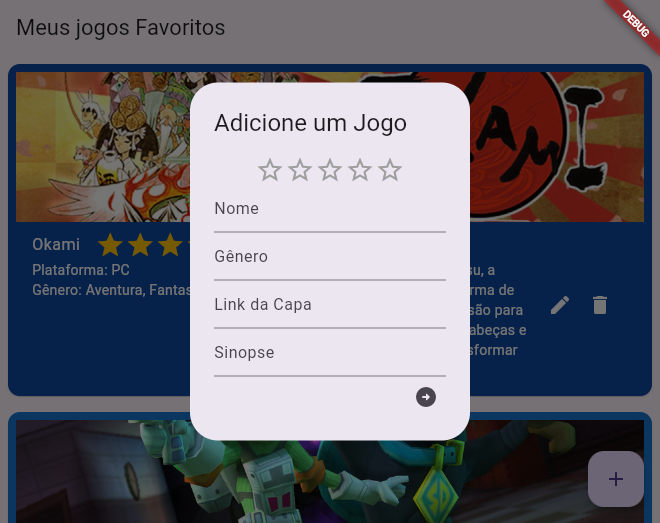 Meus jogos Favoritos
DEBUG
AMI
Adicione um Jogo
Nome
Gênero
Link da Capa
Sinopse
Okami
Plataforma: PC
Gênero: Aventura, Fantas
su, a
rma de
são para
abeças e
sformar